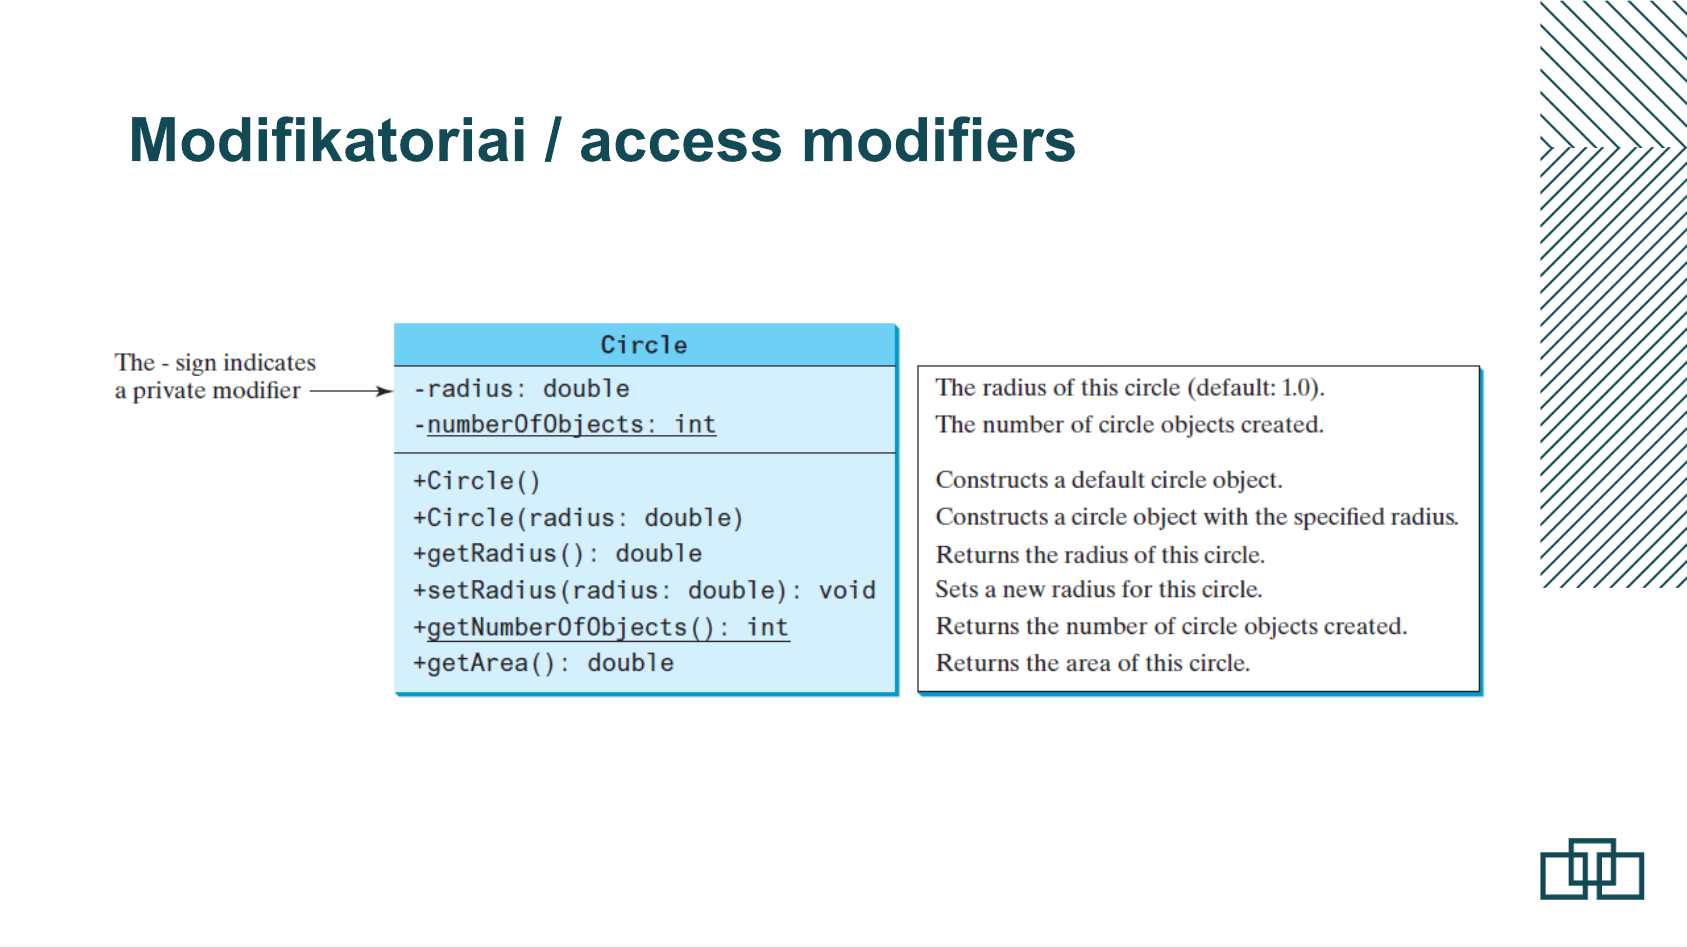 Modifikatoriai / access modifiers
The - sign indicates
a private modifier
Circle
-radius: double
-numberOfObjects: int
+Circle()
+Circle(radius: double)
+getRadius(): double
+setRadius(radius: double): void
+getNumberOfObjects(): int
+getArea(): double
The radius of this circle (default: 1.0).
The number of circle objects created.
Constructs a default circle object.
Constructs a circle object with the specified radius.
Returns the radius of this circle.
Sets a new radius for this circle.
Returns the number of circle objects created.
Returns the area of this circle.